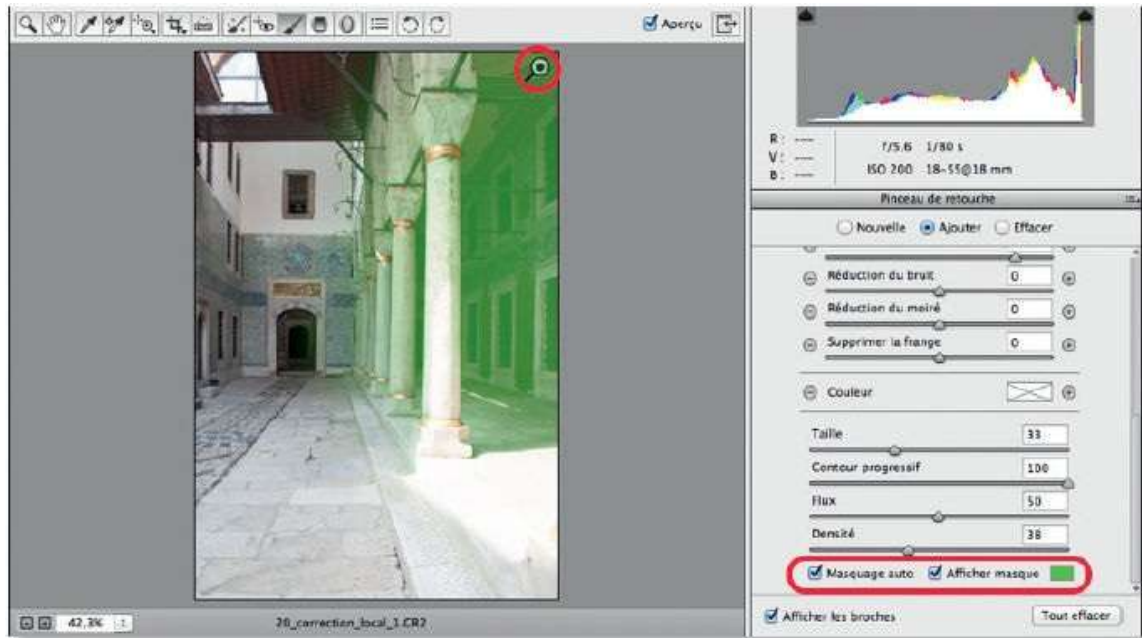 Aperçu
R : ---
V : ---
B : ---
f/5.6 1/80 s
ISO 200 18-55@18 mm
Pinceau de retouche
Nouvelle Ajouter Effacer
Réduction du bruit 0
Réduction du moiré 0
Supprimer la frange 0
Couleur
Taille 33
Contour progressif 100
Flux 50
Densité 38
Masquage auto Afficher masque
Afficher les broches Tout effacer
42,3% 20_correction_local_1.CR2